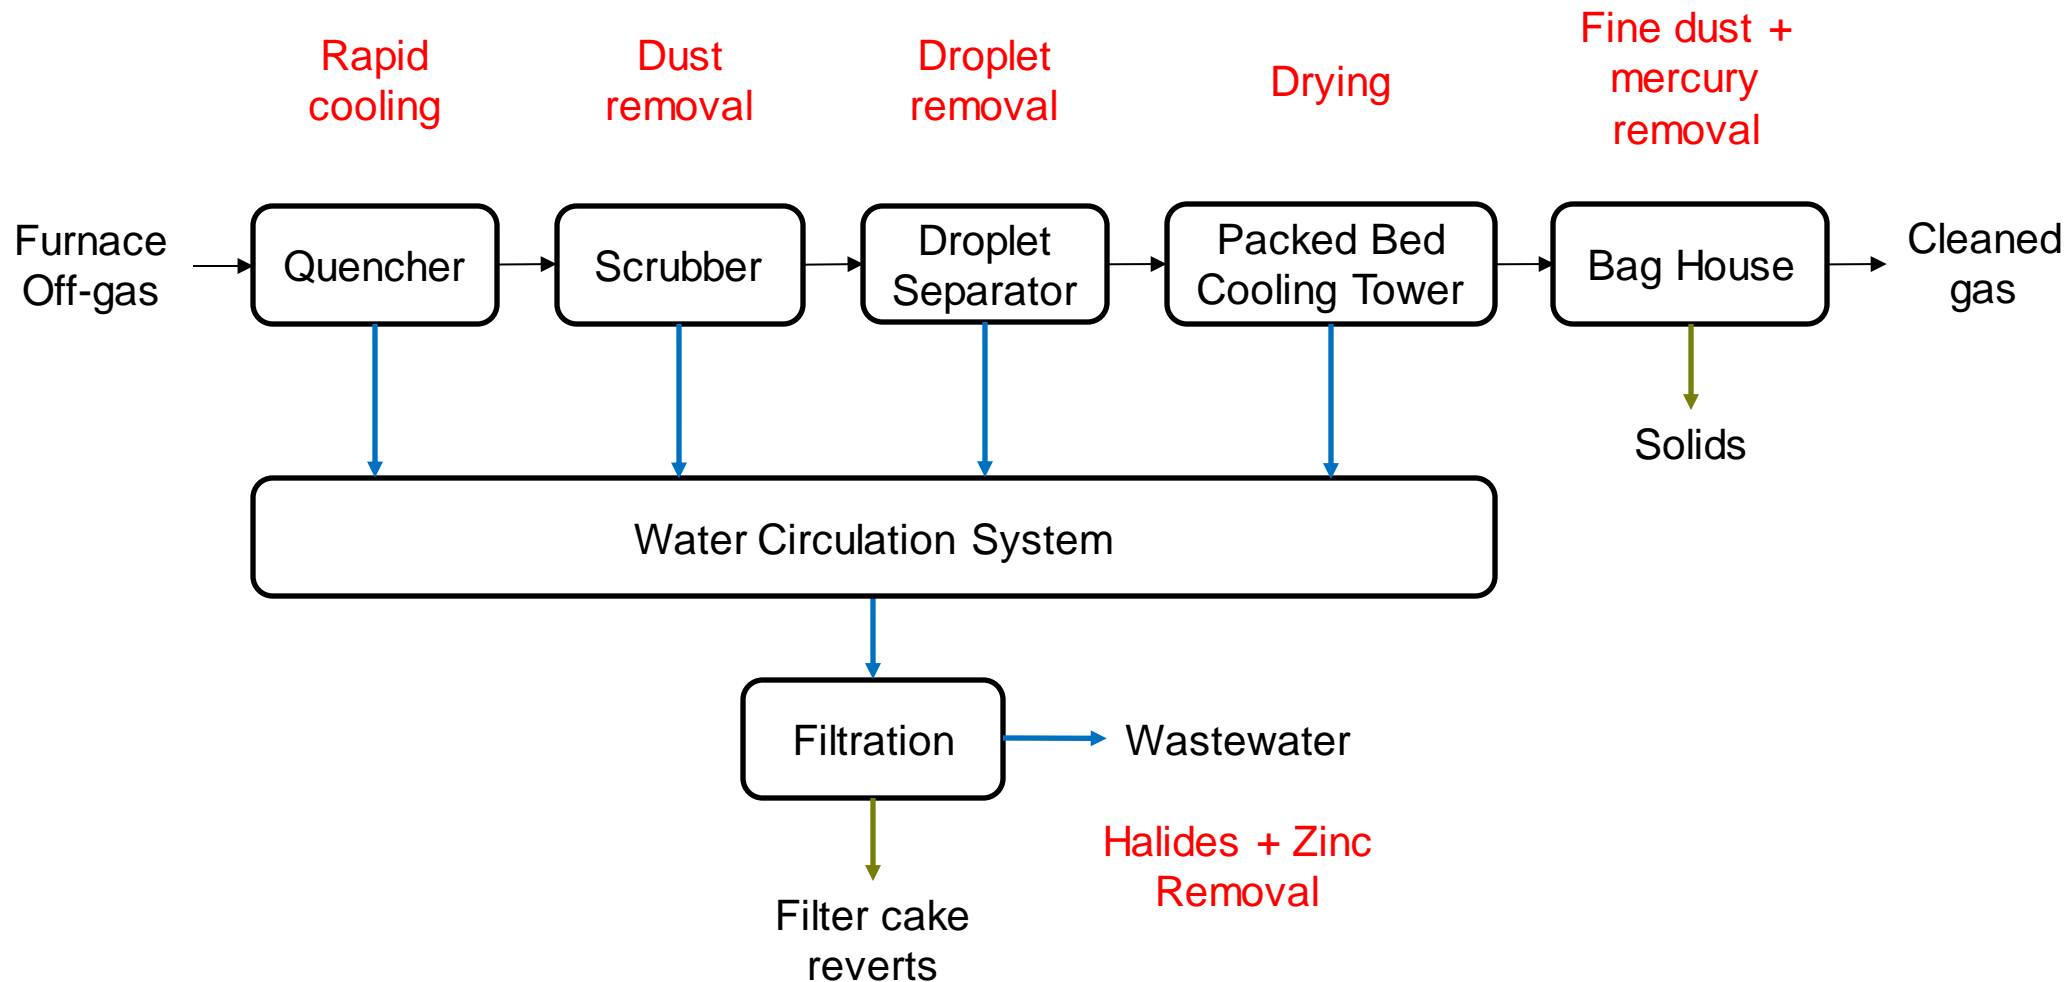 Rapid
cooling
Dust
removal
Droplet
removal
Drying
Fine dust +
mercury
removal
Furnace
Off-gas
Quencher
Scrubber
Droplet
Separator
Packed Bed
Cooling Tower
Bag House
Cleaned
gas
Solids
Water Circulation System
Filtration
Wastewater
Halides + Zinc
Removal
Filter cake
reverts